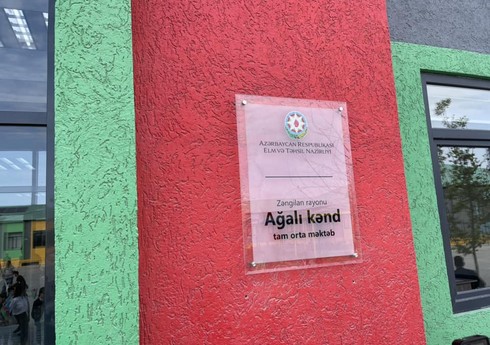 AZƏRBAYCAN RESPUBLİKASI
ELM VƏ TƏHSİL NAZİRLİYİ
Zəngilan rayonu
Ağalı kənd
tam orta məktəb